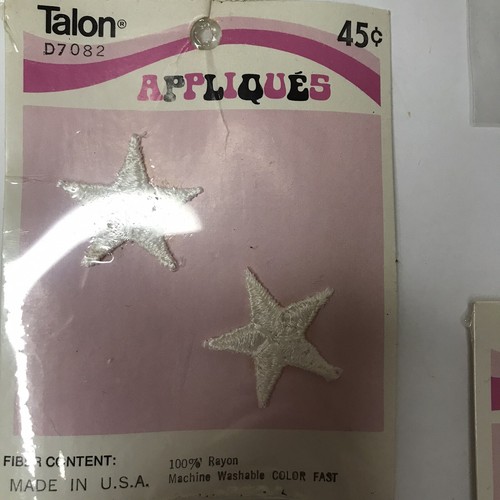 Talon®
45¢
D7082
APPLIQUÉS
FIBER CONTENT:
100% Rayon
MADE IN U.S.A.
Machine Washable COLOR FAST